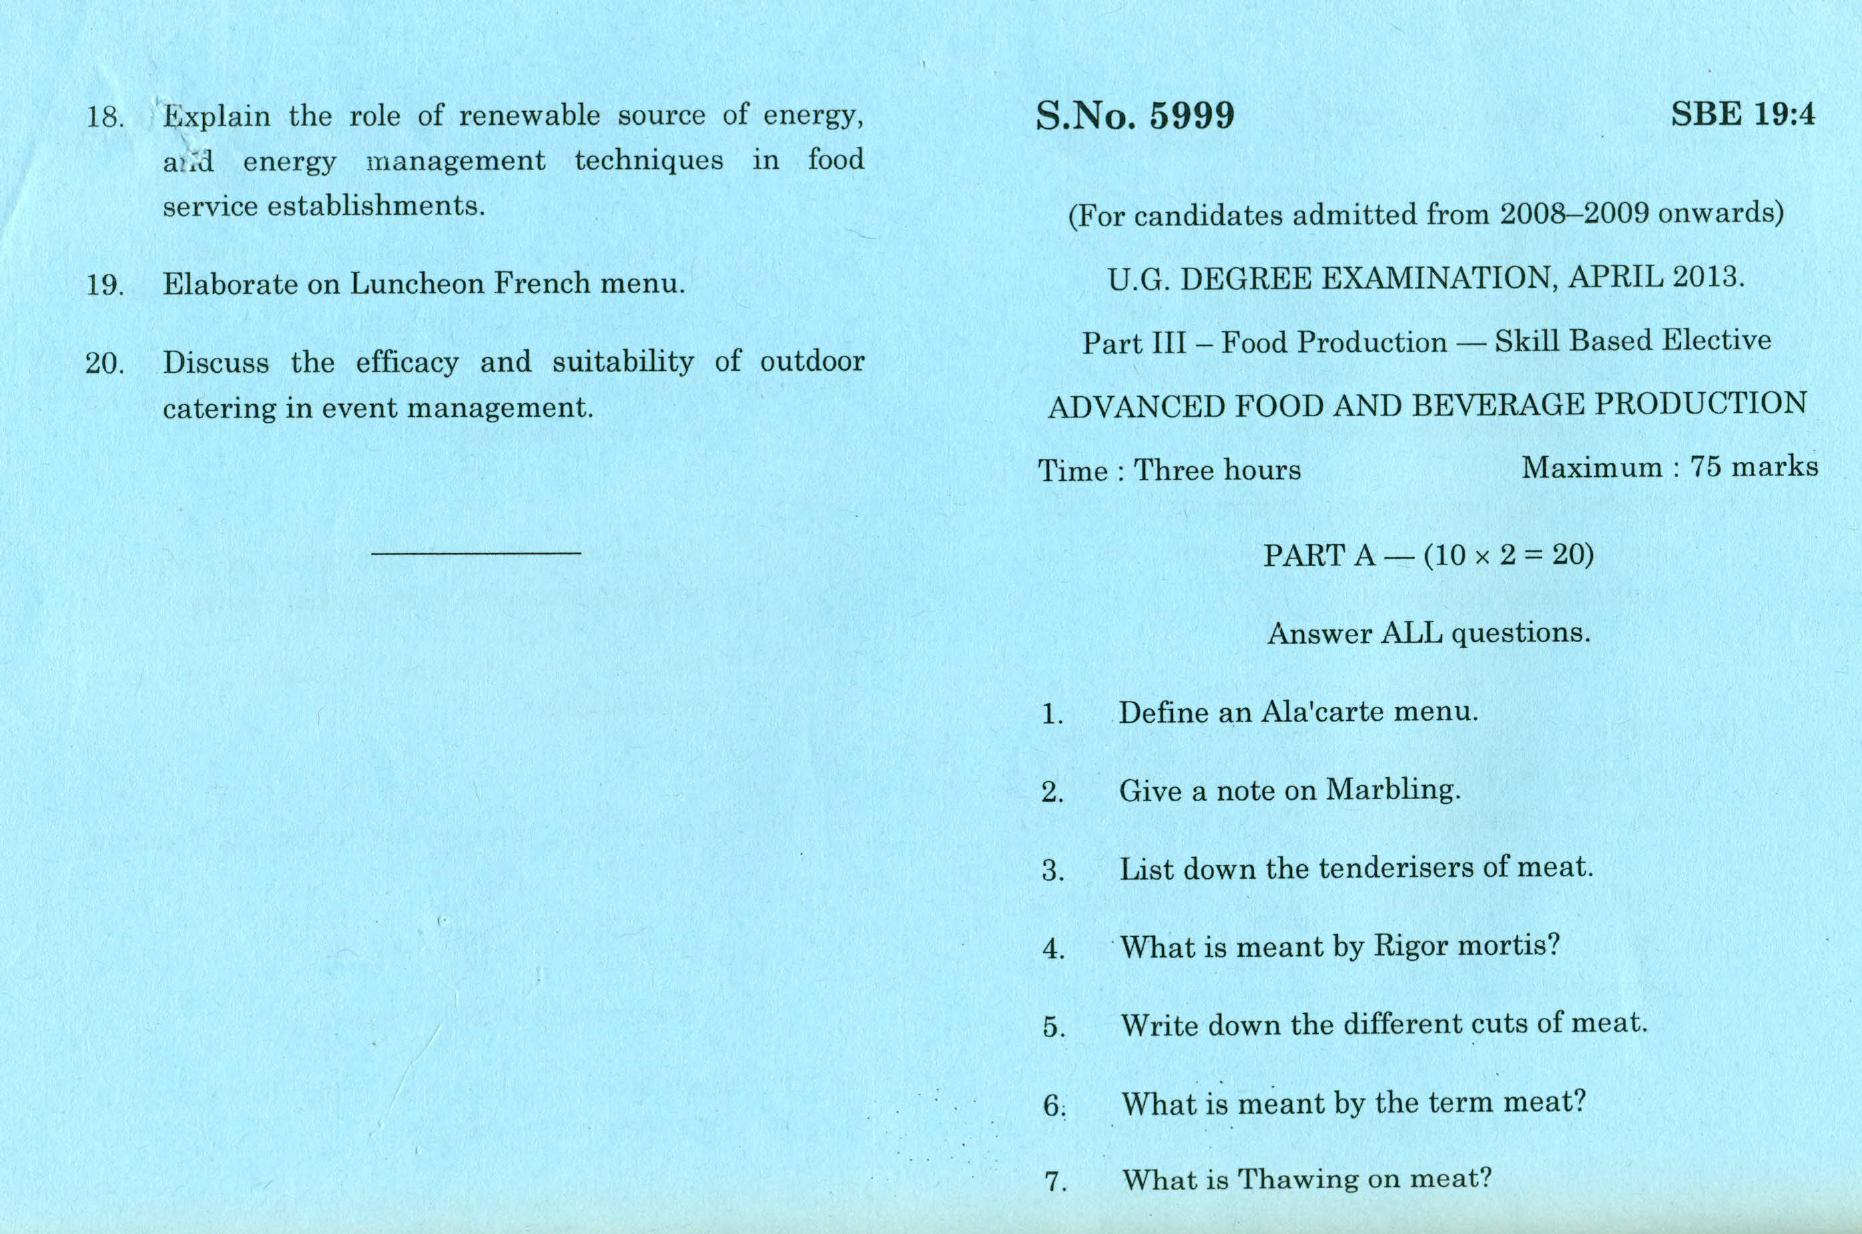 18. Explain the role of renewable source of energy,
and energy management techniques in food
service establishments.
19. Elaborate on Luncheon French menu.
20. Discuss the efficacy and suitability of outdoor
catering in event management.
S.No. 5999 SBE 19:4
(For candidates admitted from 2008–2009 onwards)
U.G. DEGREE EXAMINATION, APRIL 2013.
Part III – Food Production — Skill Based Elective
ADVANCED FOOD AND BEVERAGE PRODUCTION
Time : Three hours Maximum : 75 marks
PART A — (10 × 2 = 20)
Answer ALL questions.
1. Define an Ala'carte menu.
2. Give a note on Marbling.
3. List down the tenderisers of meat.
4. What is meant by Rigor mortis?
5. Write down the different cuts of meat.
6. What is meant by the term meat?
7. What is Thawing on meat?